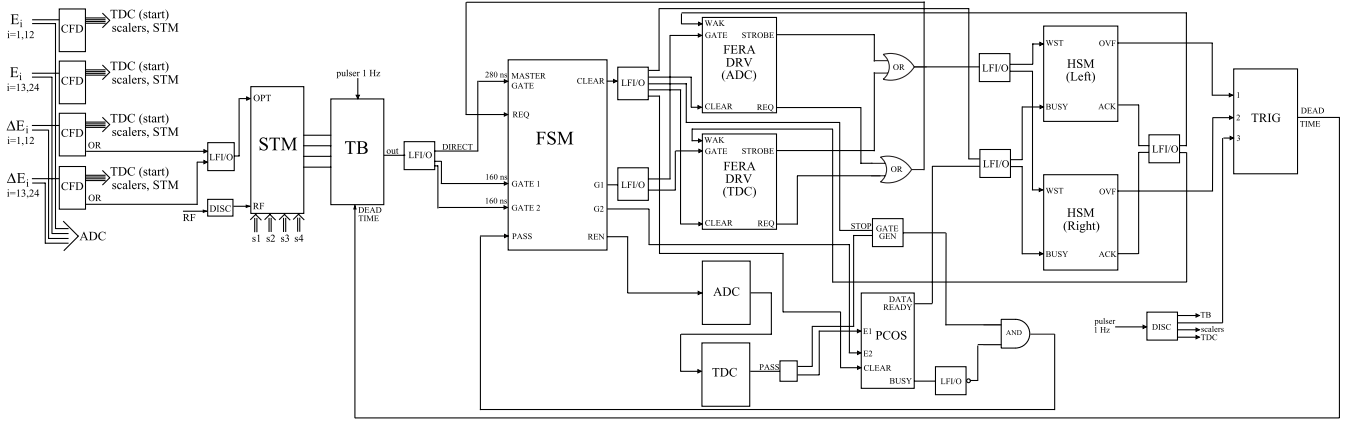 E i
i=1,12
CFD
TDC (start)
scalers, STM
E i
i=13,24
CFD
TDC (start)
scalers, STM
ΔE i
i=1,12
CFD
TDC (start)
scalers, STM
OR
ΔE i
i=13,24
CFD
TDC (start)
scalers, STM
OR
ADC
LFI/O
RF
DISC
OPT
STM
RF
s1 s2 s3 s4
pulser 1 Hz
TB
out
DEAD
TIME
LFI/O
DIRECT
280 ns
160 ns
160 ns
MASTER
GATE
REQ
FSM
GATE 1
GATE 2
PASS
CLEAR
G1
G2
REN
LFI/O
LFI/O
WAK
GATE
STROBE
FERA
DRV
(ADC)
CLEAR
REQ
WAK
GATE
STROBE
FERA
DRV
(TDC)
CLEAR
REQ
ADC
TDC
PASS
OR
OR
STOP
GATE
GEN
DATA
READY
PCOS
E1
E2
CLEAR
BUSY
LFI/O
AND
LFI/O
LFI/O
WST
OVF
HSM
(Left)
BUSY
ACK
WST
OVF
HSM
(Right)
BUSY
ACK
LFI/O
1
2
3
TRIG
DEAD
TIME
pulser
1 Hz
DISC
TB
scalers
TDC